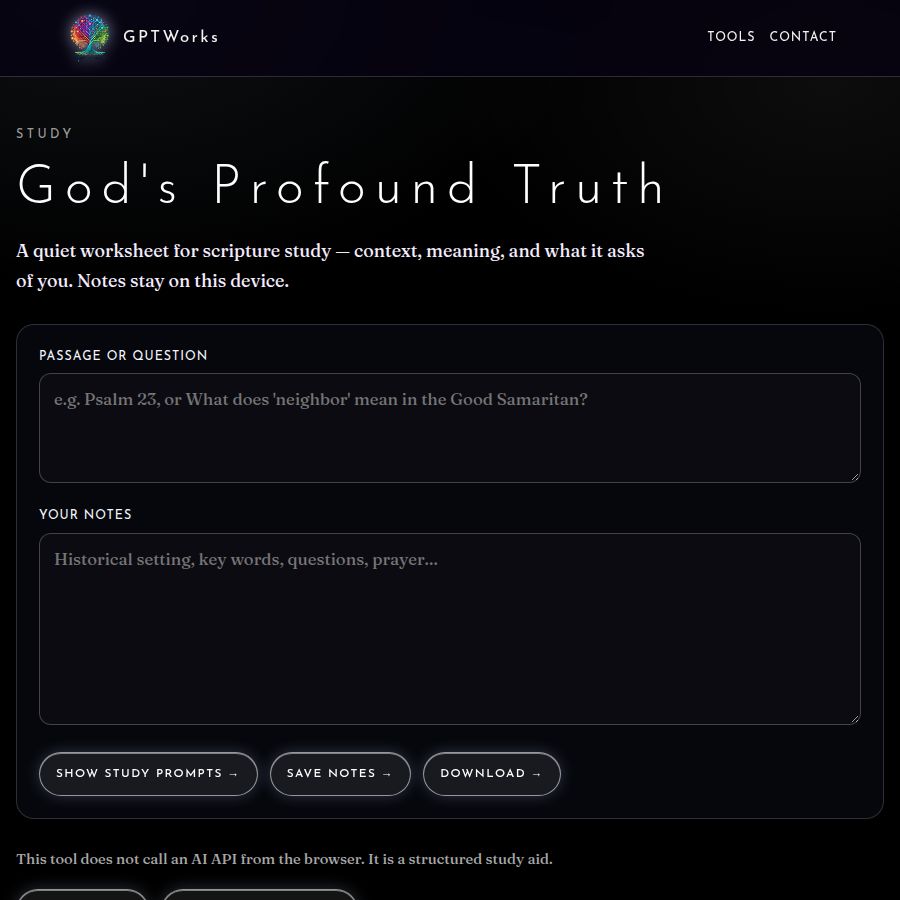 GPTWorks
TOOLS CONTACT
STUDY
God's Profound Truth
A quiet worksheet for scripture study — context, meaning, and what it asks
of you. Notes stay on this device.
PASSAGE OR QUESTION
e.g. Psalm 23, or What does 'neighbor' mean in the Good Samaritan?
YOUR NOTES
Historical setting, key words, questions, prayer...
SHOW STUDY PROMPTS → SAVE NOTES → DOWNLOAD →
This tool does not call an AI API from the browser. It is a structured study aid.